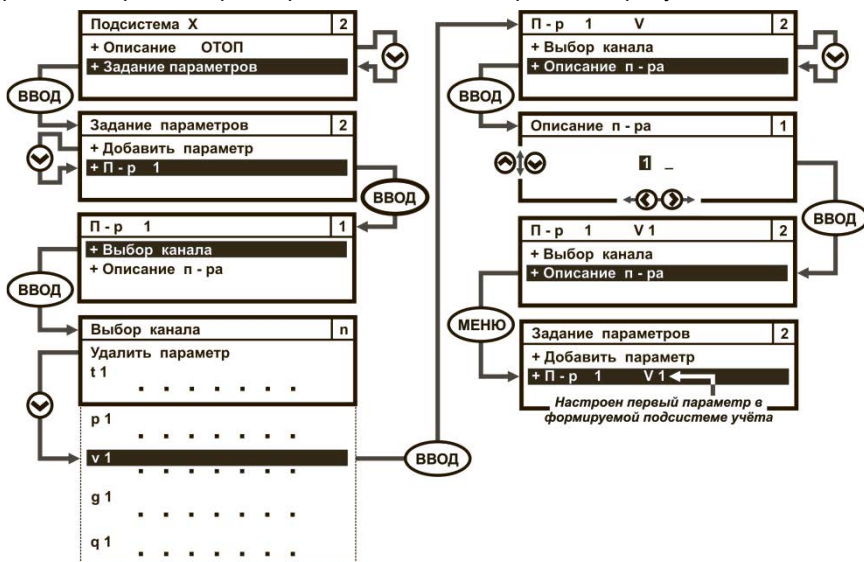 Подсистема X 2
+ Описание ОТОП
+ Задание параметров
ВВОД
Задание параметров 2
+ Добавить параметр
+ П - р 1
ВВОД
П - р 1 1
+ Выбор канала
+ Описание п - ра
ВВОД
Выбор канала n
Удалить параметр
t 1
. . . . . . .
p 1
. . . . . . .
v 1
. . . . . . .
g 1
. . . . . . .
q 1
. . . . . . .
ВВОД
П - р 1 V 2
+ Выбор канала
+ Описание п - ра
ВВОД
Описание п - ра 1
1 _
ВВОД
П - р 1 V 1 2
+ Выбор канала
+ Описание п - ра
МЕНЮ
Задание параметров 2
+ Добавить параметр
+ П - р 1 V 1
Настроен первый параметр в
формируемой подсистеме учёта